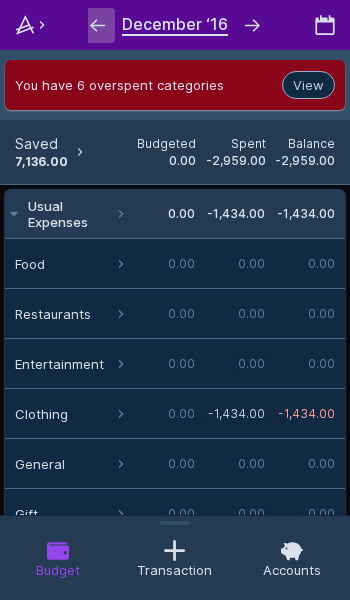 December ‘16
You have 6 overspent categories
View
Saved
7,136.00
Budgeted Spent Balance
0.00 -2,959.00 -2,959.00
Usual Expenses 0.00 -1,434.00 -1,434.00
Food 0.00 0.00 0.00
Restaurants 0.00 0.00 0.00
Entertainment 0.00 0.00 0.00
Clothing 0.00 -1,434.00 -1,434.00
General 0.00 0.00 0.00
Gift 0.00 0.00 0.00
Budget Transaction Accounts